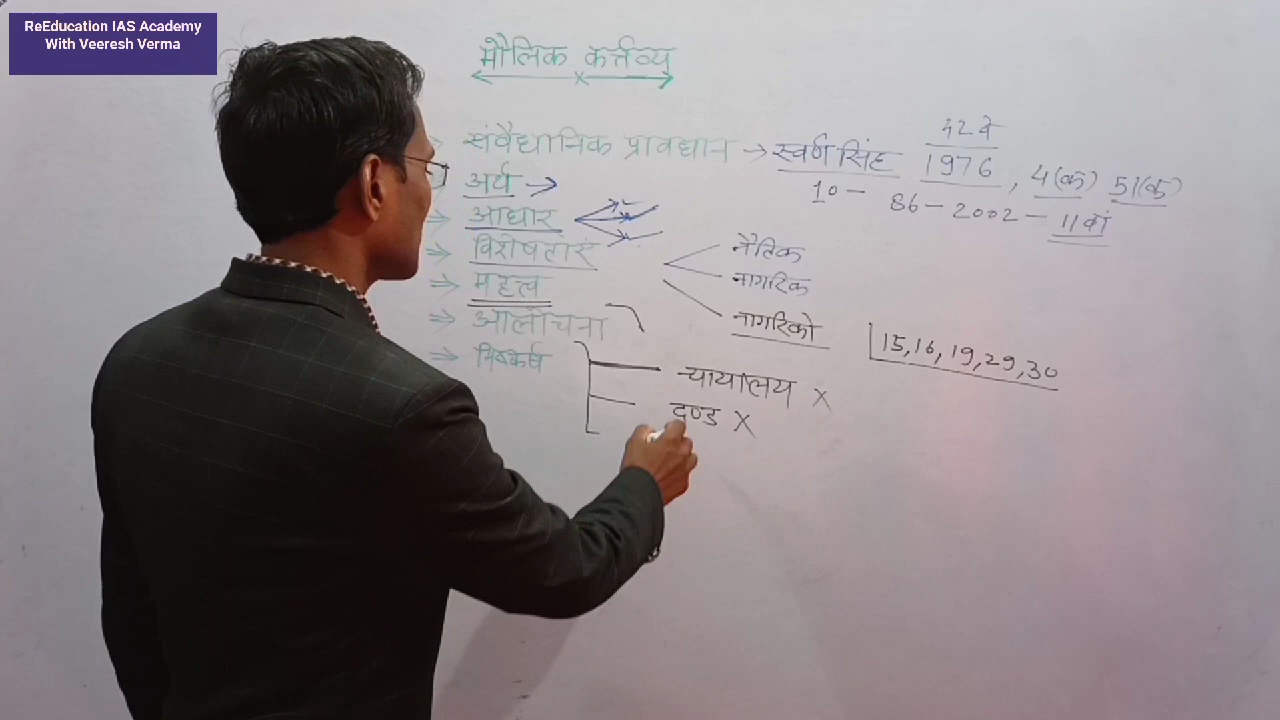 ReEducation IAS Academy
With Veeresh Verma
मौलिक कर्त्तव्य
42वे
संवैधानिक प्रावधान → स्वर्ण सिंह 1976, 4(क) 51(क)
अर्थ → 10 - 86-2002-11वां
आधार
विशेषताएं नैतिक
महत्त्व नागरिक
आलोचना नागरिको 15,16,19,29,30
निष्कर्ष
न्यायालय ×
दण्ड ×